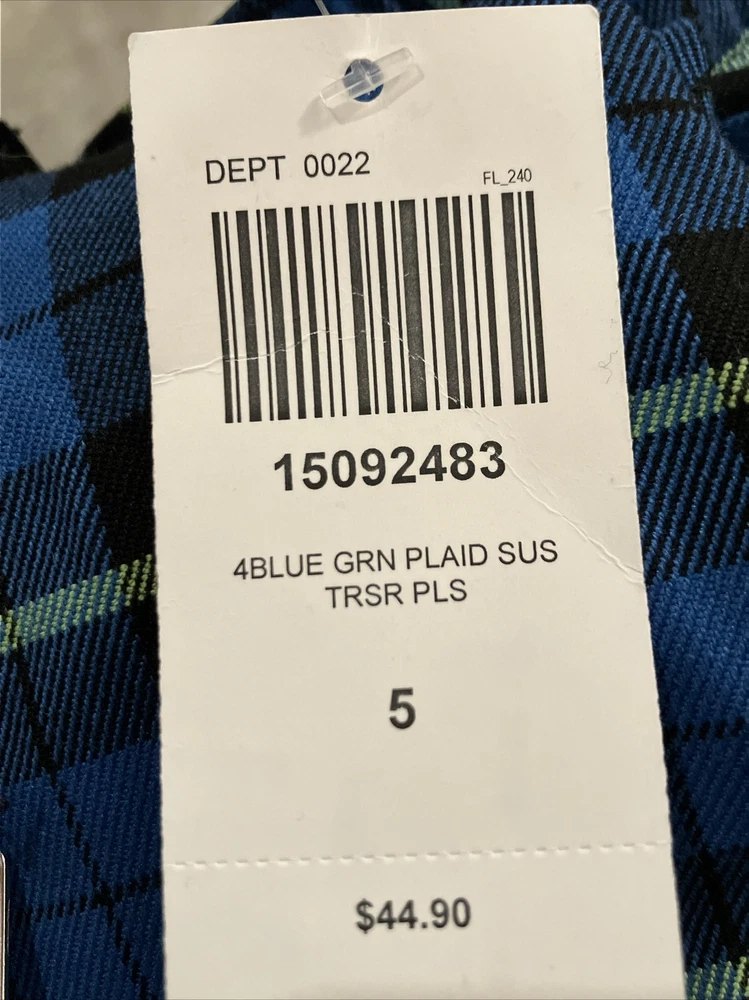 DEPT 0022
FL_240
15092483
4BLUE GRN PLAID SUS
TRSR PLS
5
$44.90